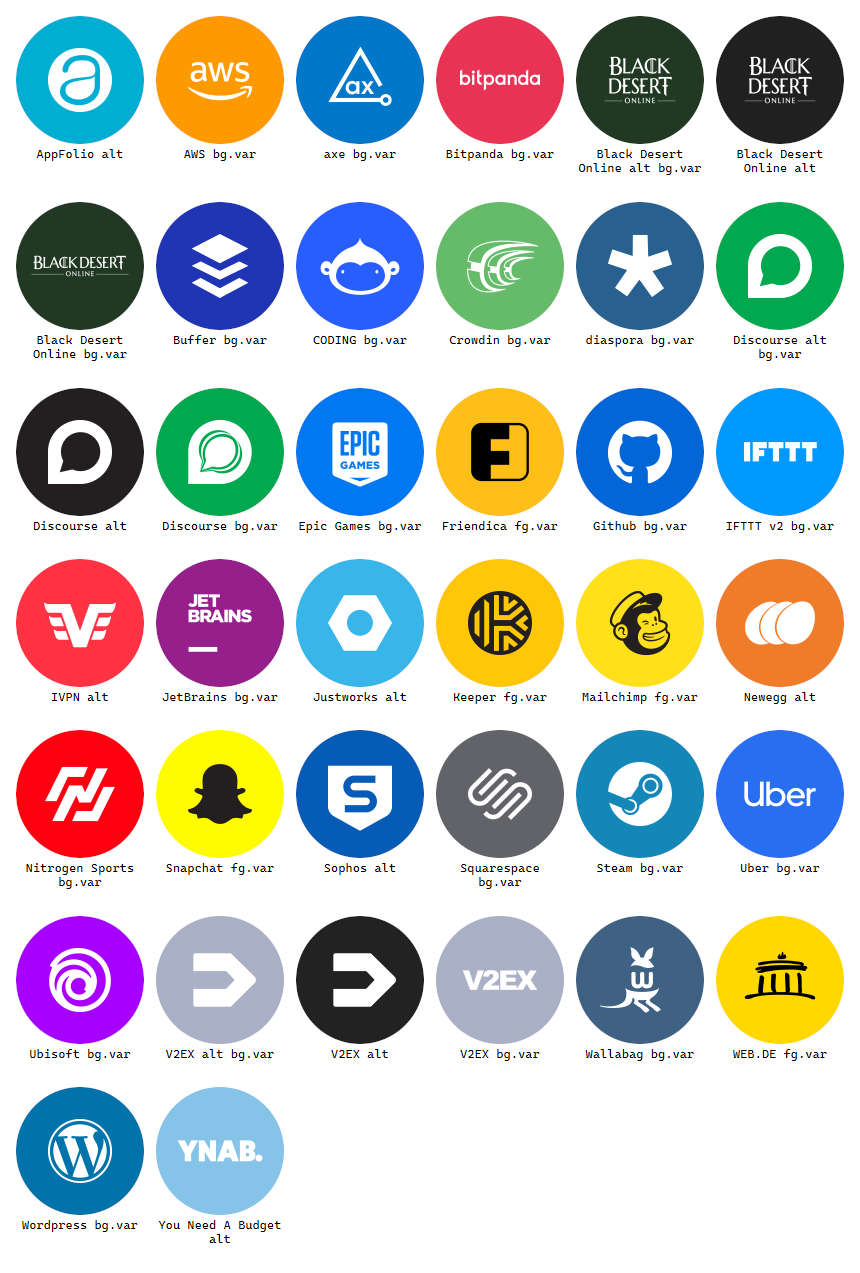 a
aws
ax
bitpanda
BLACK
DESERT
ONLINE
BLACK
DESERT
ONLINE
AppFolio alt
AWS bg.var
axe bg.var
Bitpanda bg.var
Black Desert
Online alt bg.var
Black Desert
Online alt
BLACK DESERT
ONLINE
Black Desert
Online bg.var
Buffer bg.var
CODING bg.var
Crowdin bg.var
diaspora bg.var
Discourse alt
bg.var
EPIC
GAMES
F
IFTTT
Discourse alt
Discourse bg.var
Epic Games bg.var
Friendica fg.var
Github bg.var
IFTTT v2 bg.var
V
JET
BRAINS
K
IVPN alt
JetBrains bg.var
Justworks alt
Keeper fg.var
Mailchimp fg.var
Newegg alt
N
S
Uber
Nitrogen Sports
bg.var
Snapchat fg.var
Sophos alt
Squarespace
bg.var
Steam bg.var
Uber bg.var
V2EX
W
Ubisoft bg.var
V2EX alt bg.var
V2EX alt
V2EX bg.var
Wallabag bg.var
WEB.DE fg.var
W
YNAB.
Wordpress bg.var
You Need A Budget
alt